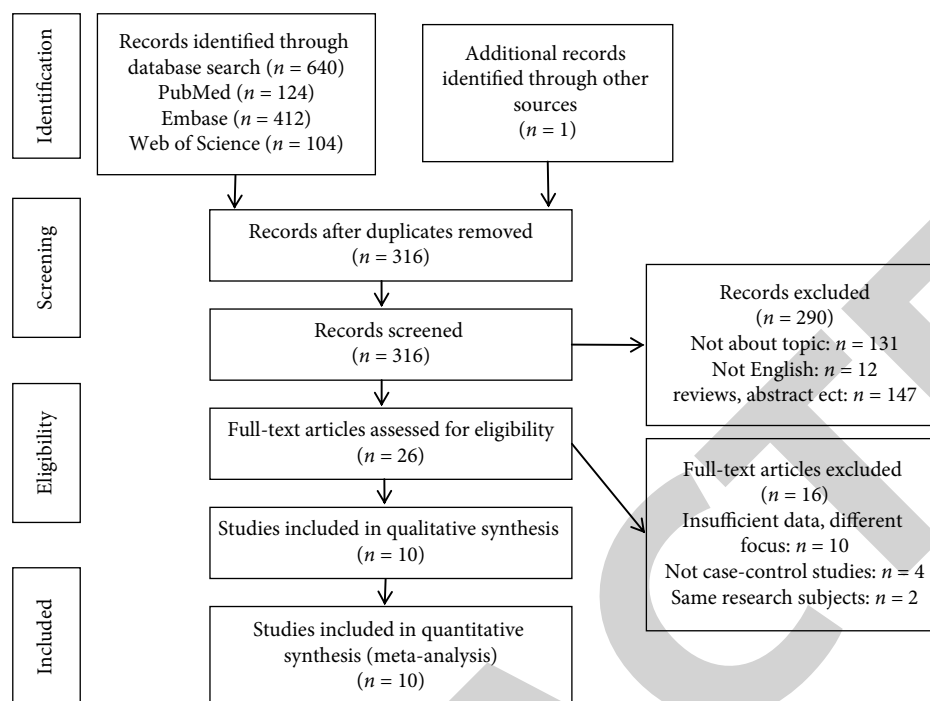 Identification
Records identified through
database search (n = 640)
PubMed (n = 124)
Embase (n = 412)
Web of Science (n = 104)
Additional records
identified through other
sources
(n = 1)
Screening
Records after duplicates removed
(n = 316)
Records screened
(n = 316)
Records excluded
(n = 290)
Not about topic: n = 131
Not English: n = 12
reviews, abstract ect: n = 147
Eligibility
Full-text articles assessed for eligibility
(n = 26)
Full-text articles excluded
(n = 16)
Insufficient data, different
focus: n = 10
Not case-control studies: n = 4
Same research subjects: n = 2
Studies included in qualitative synthesis
(n = 10)
Included
Studies included in quantitative
synthesis (meta-analysis)
(n = 10)